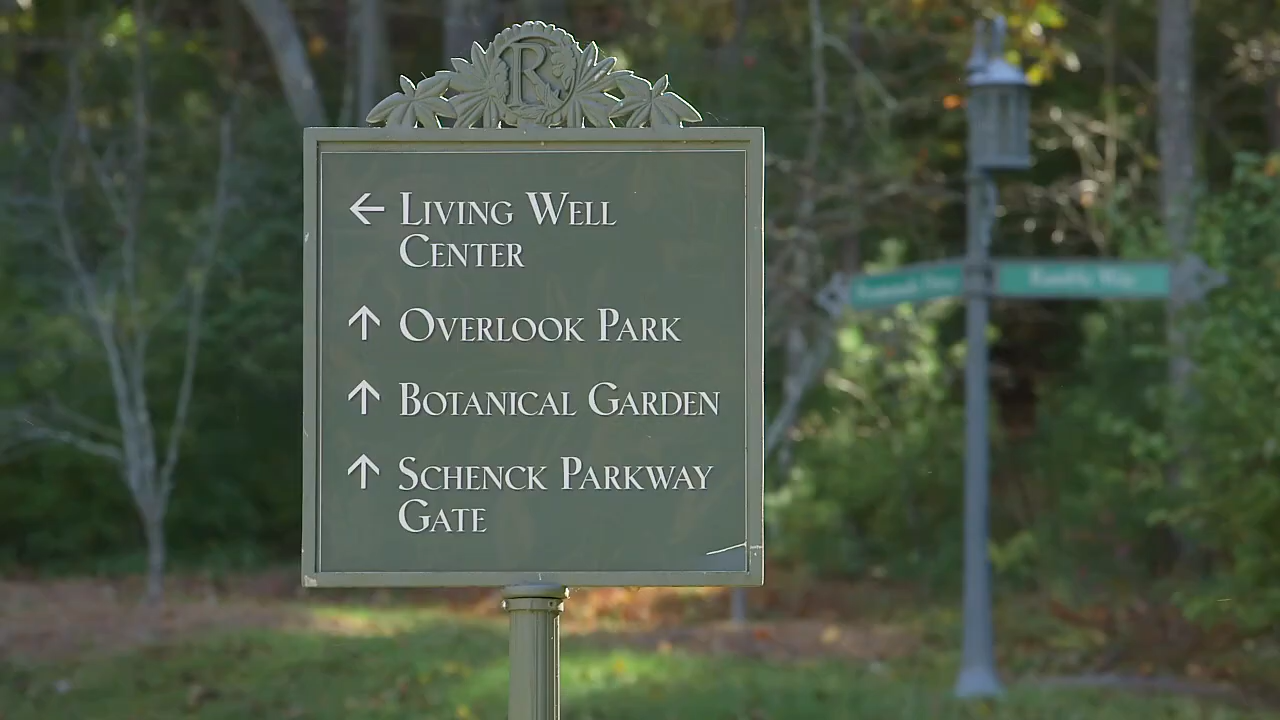 R
← LIVING WELL
CENTER
↑ OVERLOOK PARK
↑ BOTANICAL GARDEN
↑ SCHENCK PARKWAY
GATE